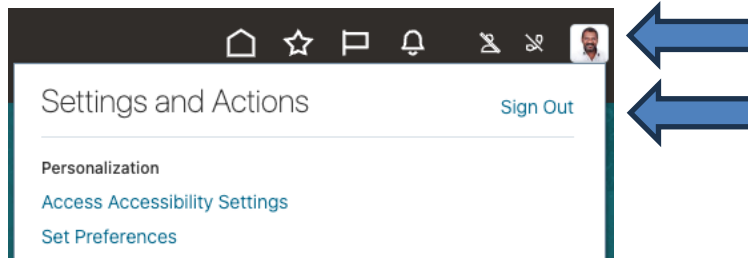 Settings and Actions
Sign Out
Personalization
Access Accessibility Settings
Set Preferences